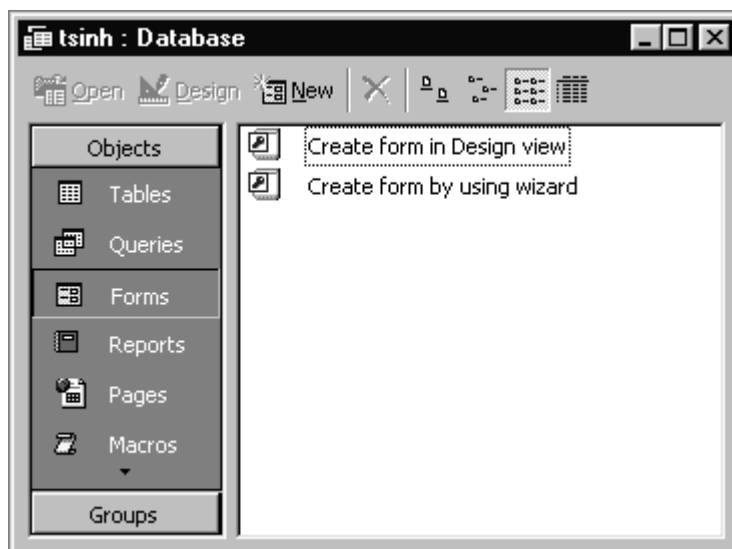 tsinh : Database
Open Design New
Objects
Tables
Queries
Forms
Reports
Pages
Macros
Groups
Create form in Design view
Create form by using wizard